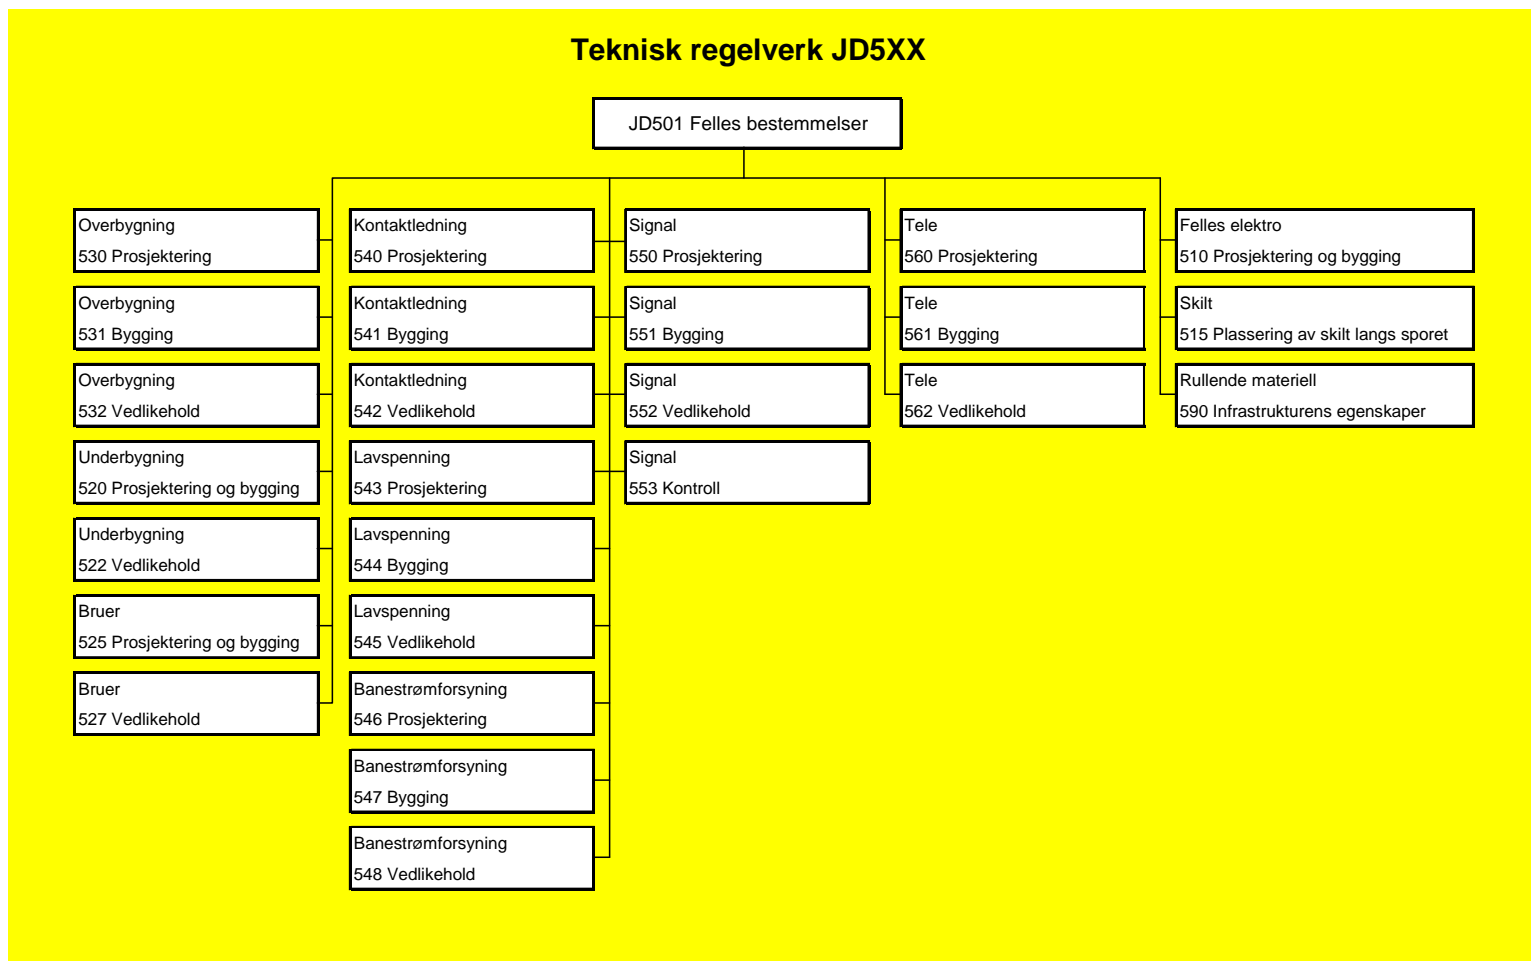 Teknisk regelverk JD5XX
JD501 Felles bestemmelser
Overbygning
530 Prosjektering
Overbygning
531 Bygging
Overbygning
532 Vedlikehold
Underbygning
520 Prosjektering og bygging
Underbygning
522 Vedlikehold
Bruer
525 Prosjektering og bygging
Bruer
527 Vedlikehold
Kontaktledning
540 Prosjektering
Kontaktledning
541 Bygging
Kontaktledning
542 Vedlikehold
Lavspenning
543 Prosjektering
Lavspenning
544 Bygging
Lavspenning
545 Vedlikehold
Banestrømforsyning
546 Prosjektering
Banestrømforsyning
547 Bygging
Banestrømforsyning
548 Vedlikehold
Signal
550 Prosjektering
Signal
551 Bygging
Signal
552 Vedlikehold
Signal
553 Kontroll
Tele
560 Prosjektering
Tele
561 Bygging
Tele
562 Vedlikehold
Felles elektro
510 Prosjektering og bygging
Skilt
515 Plassering av skilt langs sporet
Rullende materiell
590 Infrastrukturens egenskaper